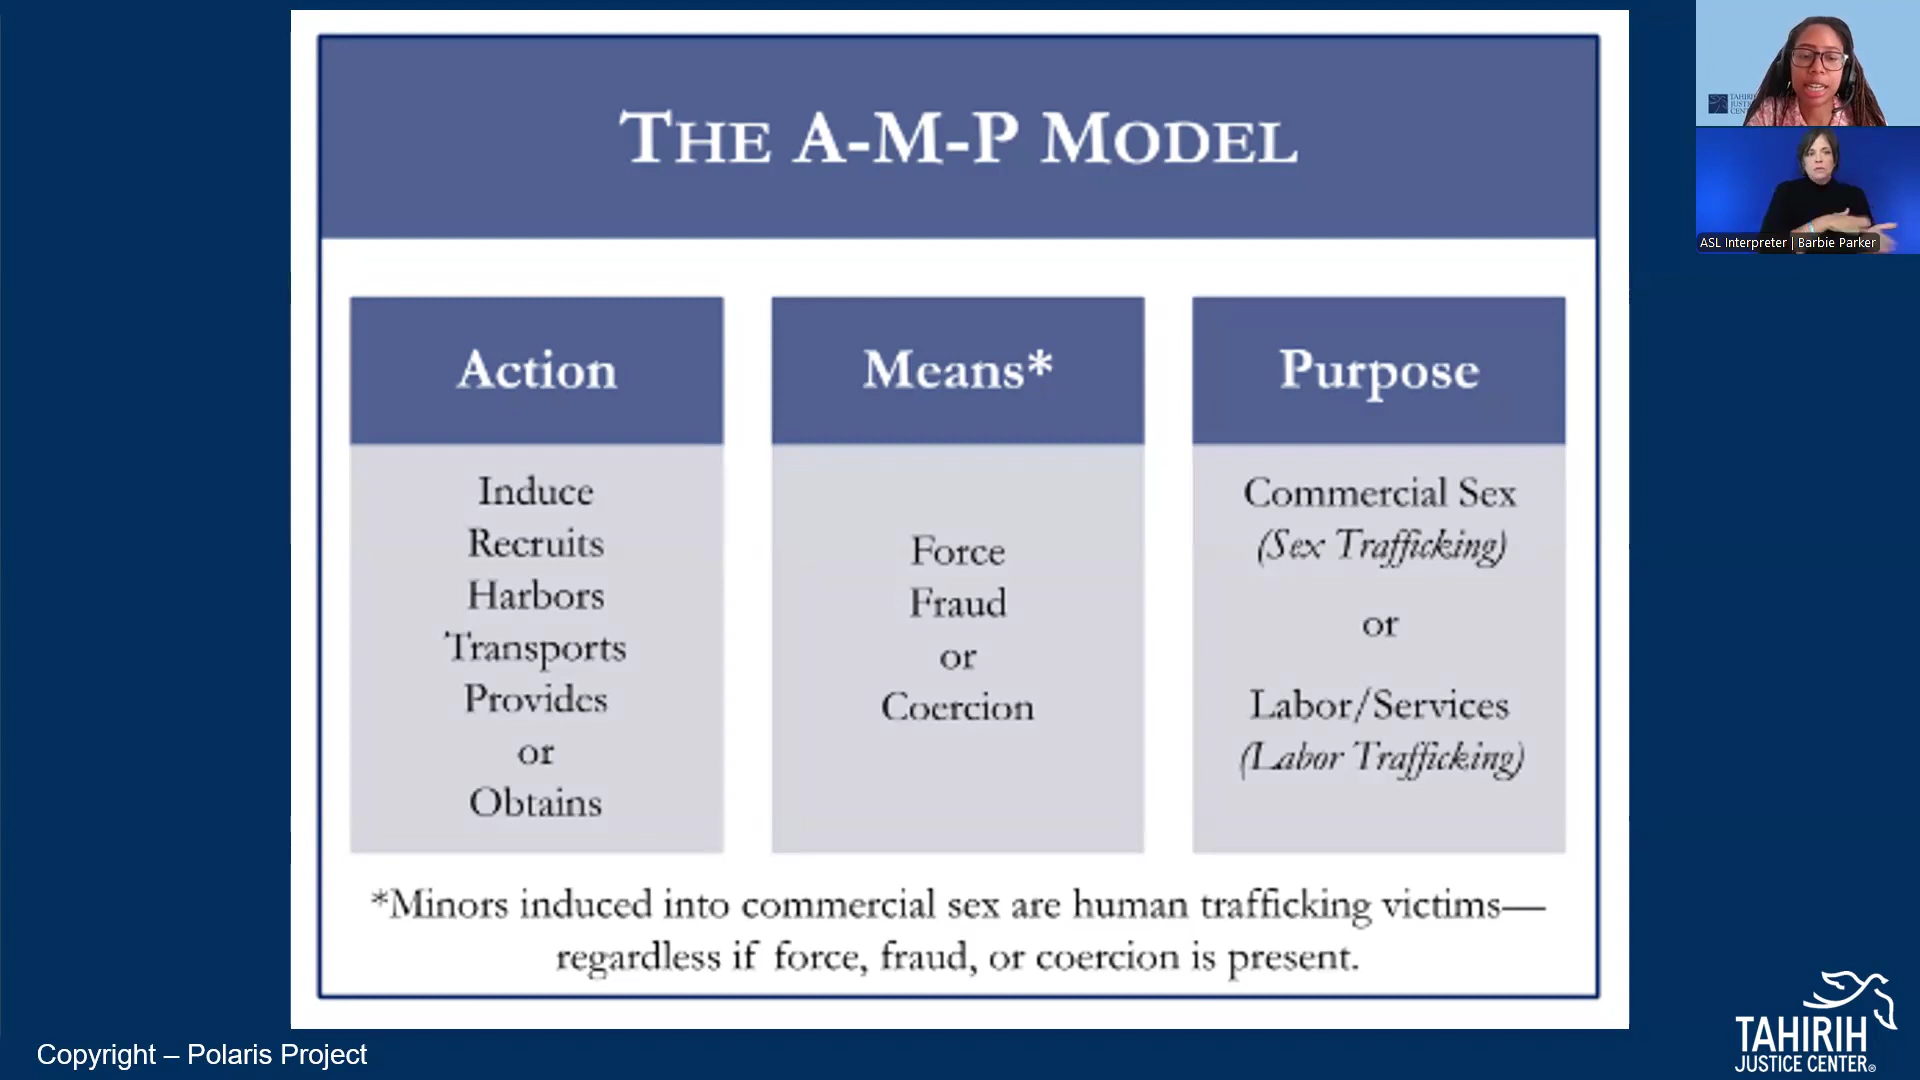 THE A-M-P MODEL
Action
Induce
Recruits
Harbors
Transports
Provides
or
Obtains
Means*
Force
Fraud
or
Coercion
Purpose
Commercial Sex
(Sex Trafficking)
or
Labor/Services
(Labor Trafficking)
*Minors induced into commercial sex are human trafficking victims—
regardless if force, fraud, or coercion is present.
Copyright – Polaris Project
TAHIRIH
JUSTICE CENTER®
ASL Interpreter | Barbie Parker